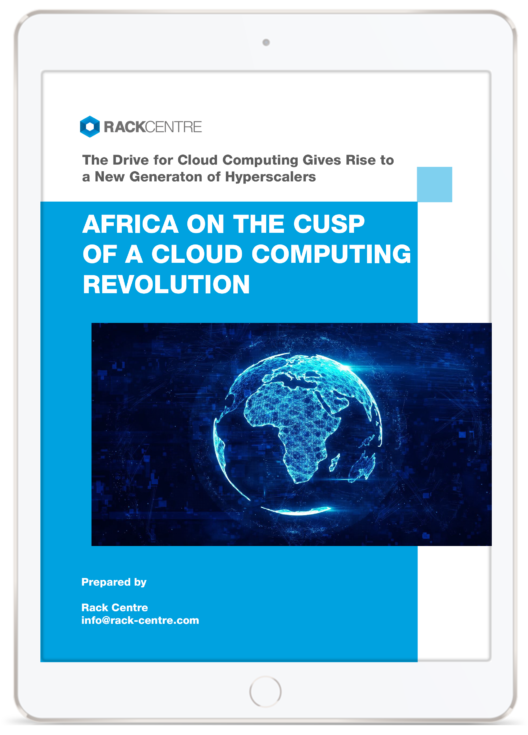 RACKCENTRE
The Drive for Cloud Computing Gives Rise to
a New Generaton of Hyperscalers
AFRICA ON THE CUSP
OF A CLOUD COMPUTING
REVOLUTION
Prepared by
Rack Centre
info@rack-centre.com